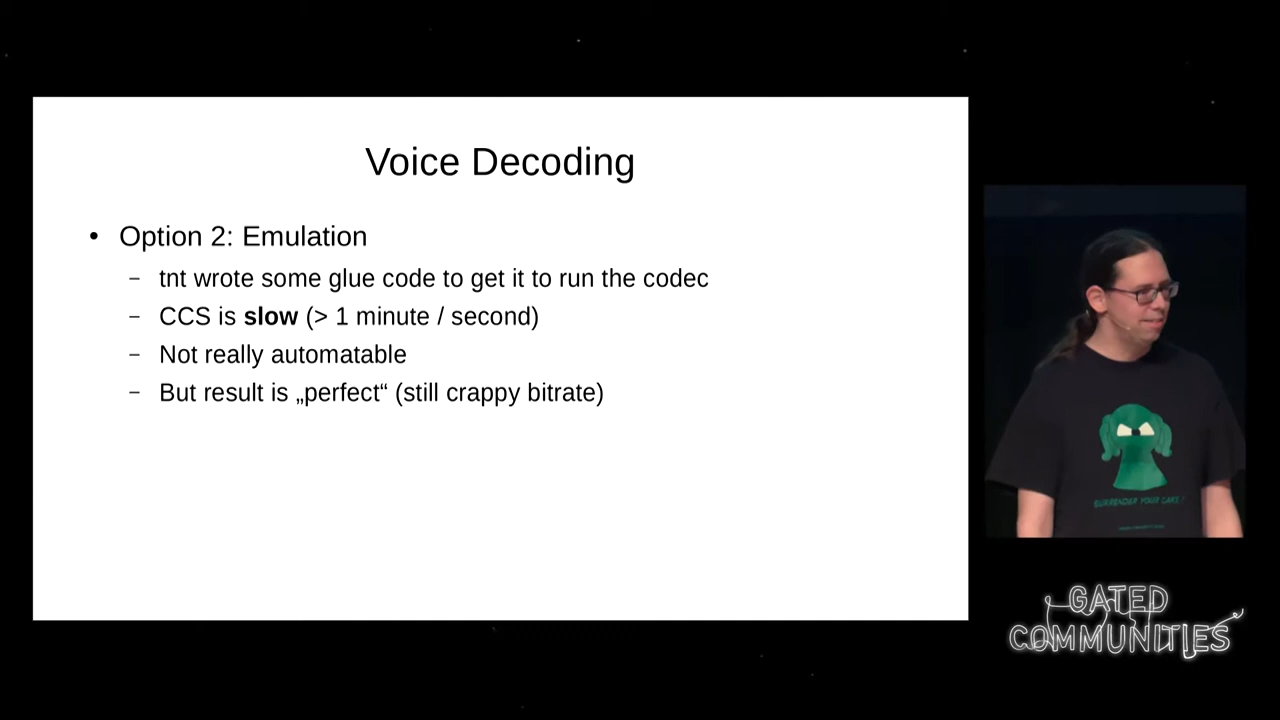 Voice Decoding
• Option 2: Emulation
– tnt wrote some glue code to get it to run the codec
– CCS is slow (> 1 minute / second)
– Not really automatable
– But result is „perfect“ (still crappy bitrate)
SURRENDER YOUR CAKE !
GATED
COMMUNITIES